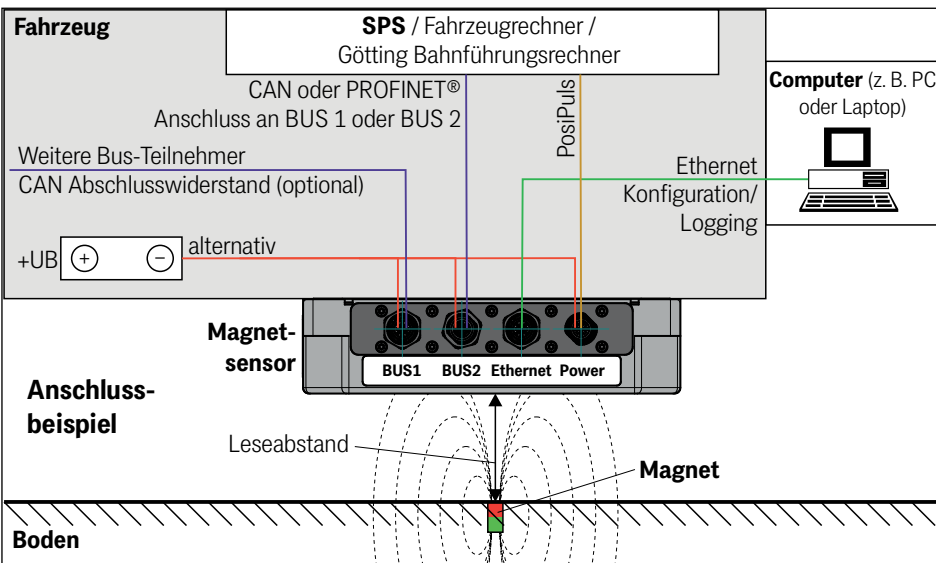 Fahrzeug
SPS / Fahrzeugrechner /
Götting Bahnführungsrechner
CAN oder PROFINET®
Anschluss an BUS 1 oder BUS 2
PosiPuls
Computer (z. B. PC
oder Laptop)
Weitere Bus-Teilnehmer
CAN Abschlusswiderstand (optional)
Ethernet
Konfiguration/
Logging
+UB
+
−
alternativ
Magnet-
sensor
BUS1 BUS2 Ethernet Power
Anschluss-
beispiel
Leseabstand
Magnet
Boden